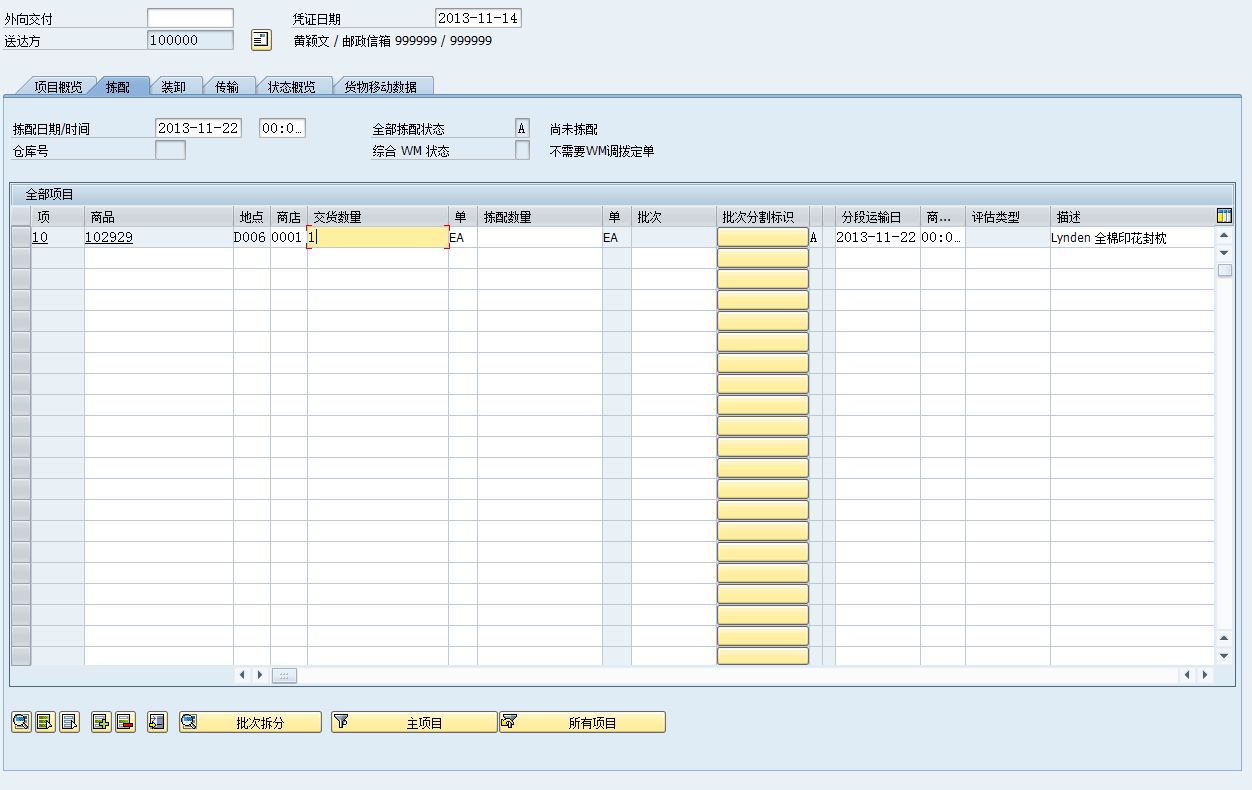 外向交付 凭证日期 2013-11-14
送达方 100000 黄颖文 / 邮政信箱 999999 / 999999
项目概览 拣配 装卸 传输 状态概览 货物移动数据
拣配日期/时间 2013-11-22 00:0… 全部拣配状态 A 尚未拣配
仓库号 综合 WM 状态 不需要WM调拨定单
全部项目
项 商品 地点 商店 交货数量 单 拣配数量 单 批次 批次分割标识 分段运输日 商… 评估类型 描述
10 102929 D006 0001 1 EA EA A 2013-11-22 00:0… Lynden 全棉印花封枕
批次拆分 主项目 所有项目